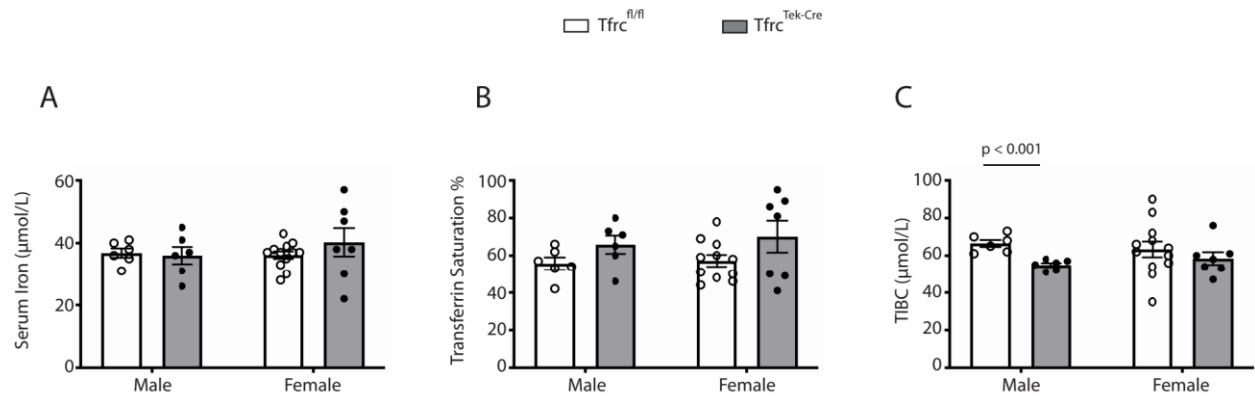 Tfrc fl/fl
Tfrc Tek-Cre
A
B
C
p < 0.001
Serum Iron (µmol/L)
60
40
20
0
Male
Female
Transferrin Saturation %
100
80
60
40
20
0
Male
Female
TIBC (µmol/L)
100
80
60
40
20
0
Male
Female